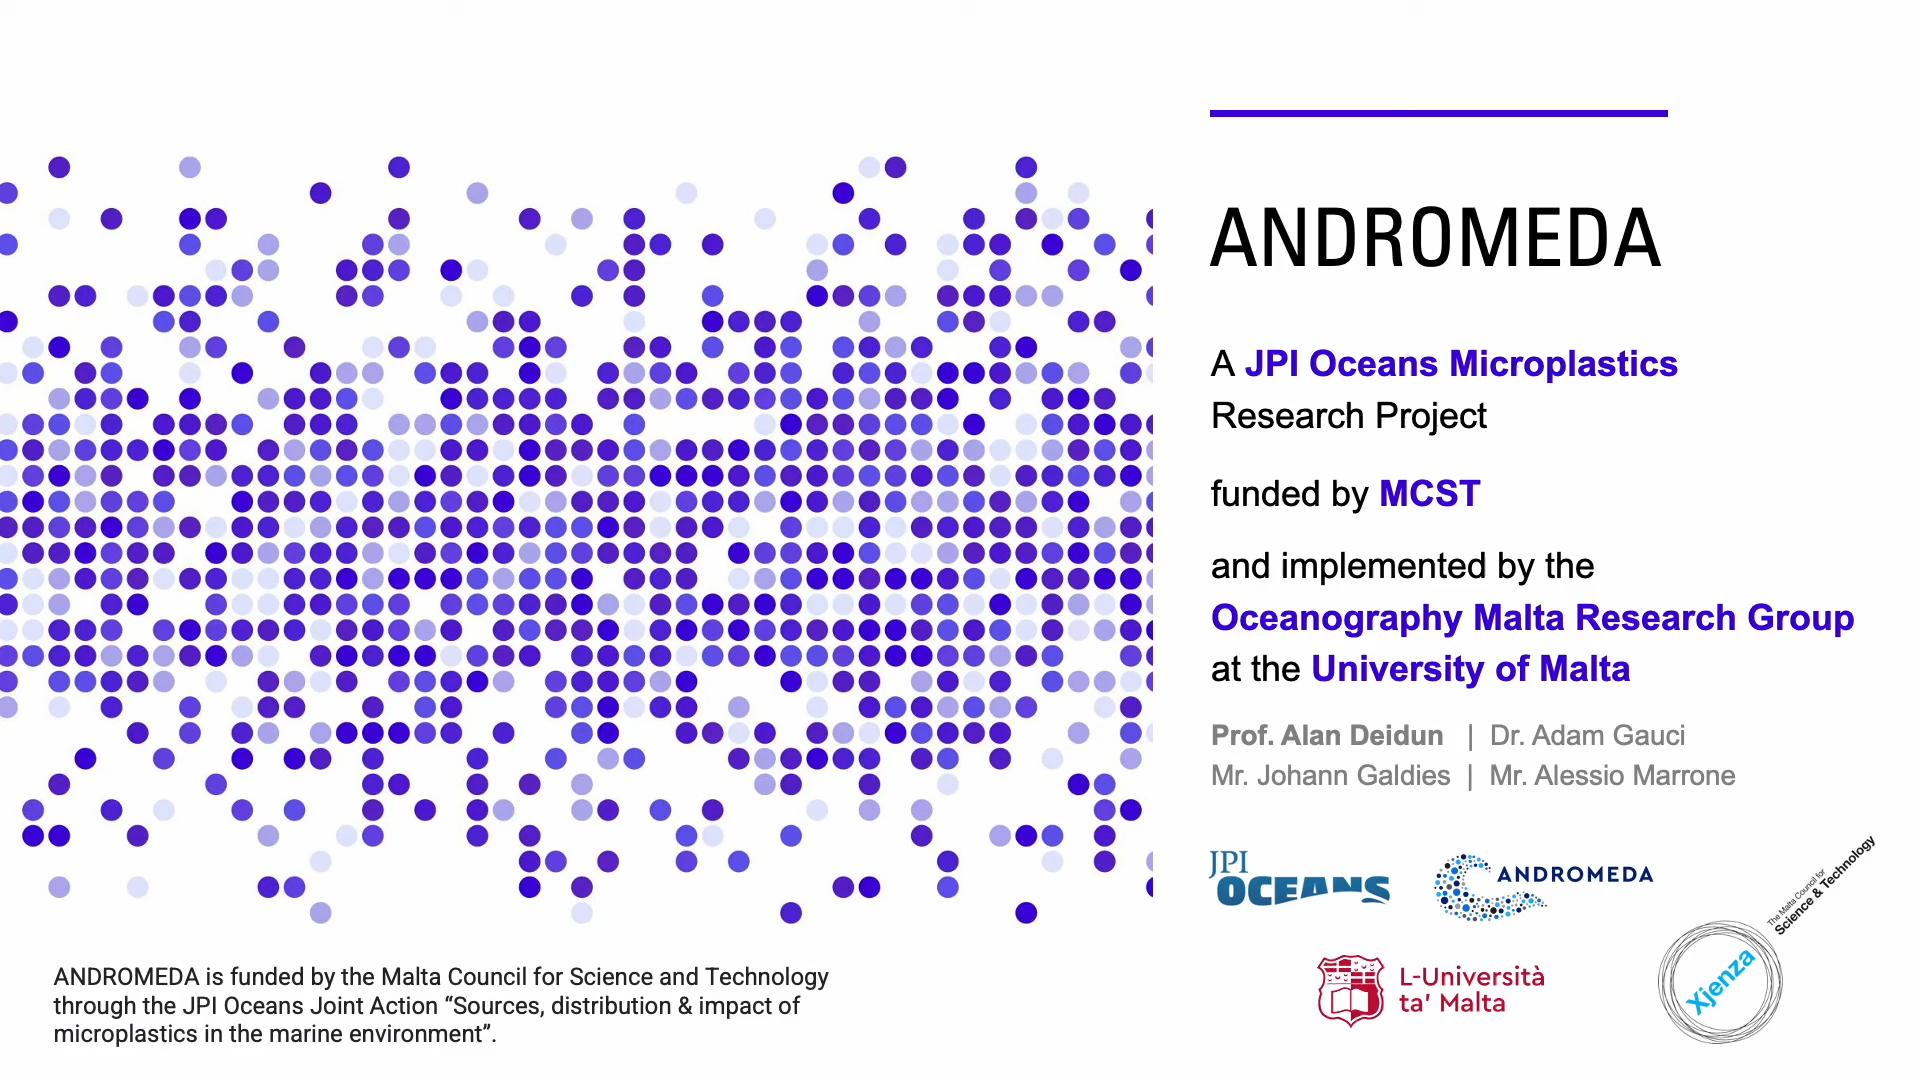 ANDROMEDA
A JPI Oceans Microplastics
Research Project
funded by MCST
and implemented by the
Oceanography Malta Research Group
at the University of Malta
Prof. Alan Deidun | Dr. Adam Gauci
Mr. Johann Galdies | Mr. Alessio Marrone
JPI
OCEANS
ANDROMEDA
The Malta Council for
Science & Technology
Xjenza
L-Università
ta' Malta
ANDROMEDA is funded by the Malta Council for Science and Technology
through the JPI Oceans Joint Action “Sources, distribution & impact of
microplastics in the marine environment”.